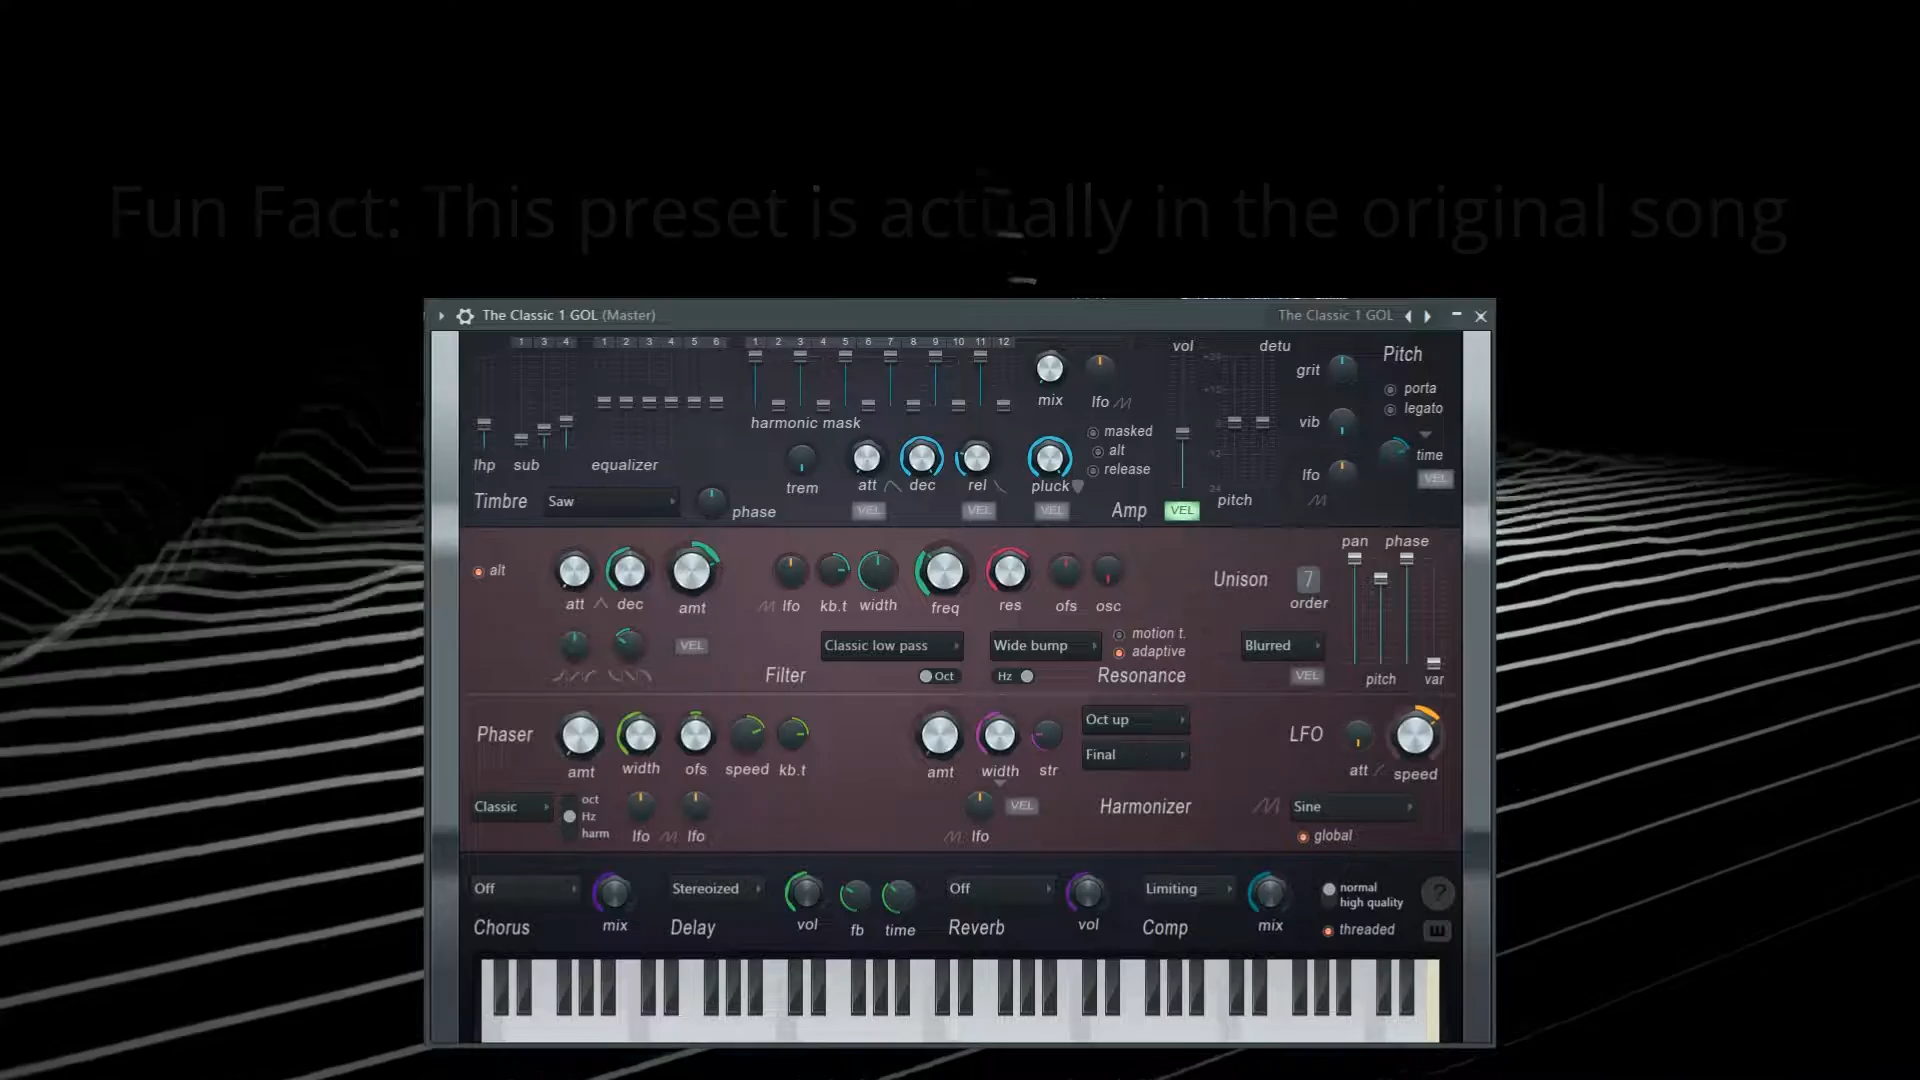 Fun Fact: This preset is actually in the original song
The Classic 1 GOL (Master)
The Classic 1 GOL
1 3 4 1 2 3 4 5 6 1 2 3 4 5 6 7 8 9 10 11 12
vol detu
Pitch
grit
porta
mix lfo
legato
harmonic mask
vib
masked
alt
time
lhp sub equalizer
release
lfo
VEL
trem att dec rel pluck
Timbre Saw phase
VEL VEL VEL
Amp VEL pitch
pan phase
alt
Unison 7
att dec amt lfo kb.t width freq res ofs osc order
VEL
Classic low pass Wide bump
motion t.
adaptive
Blurred
Filter Oct Hz Resonance VEL pitch var
Phaser
Oct up
LFO
Final
amt width ofs speed kb.t amt width str att speed
Classic
oct
Hz
harm
VEL
Harmonizer
Sine
lfo lfo lfo
global
Off Stereoized Off Limiting
normal
high quality
?
Chorus mix Delay vol fb time Reverb vol Comp mix
threaded